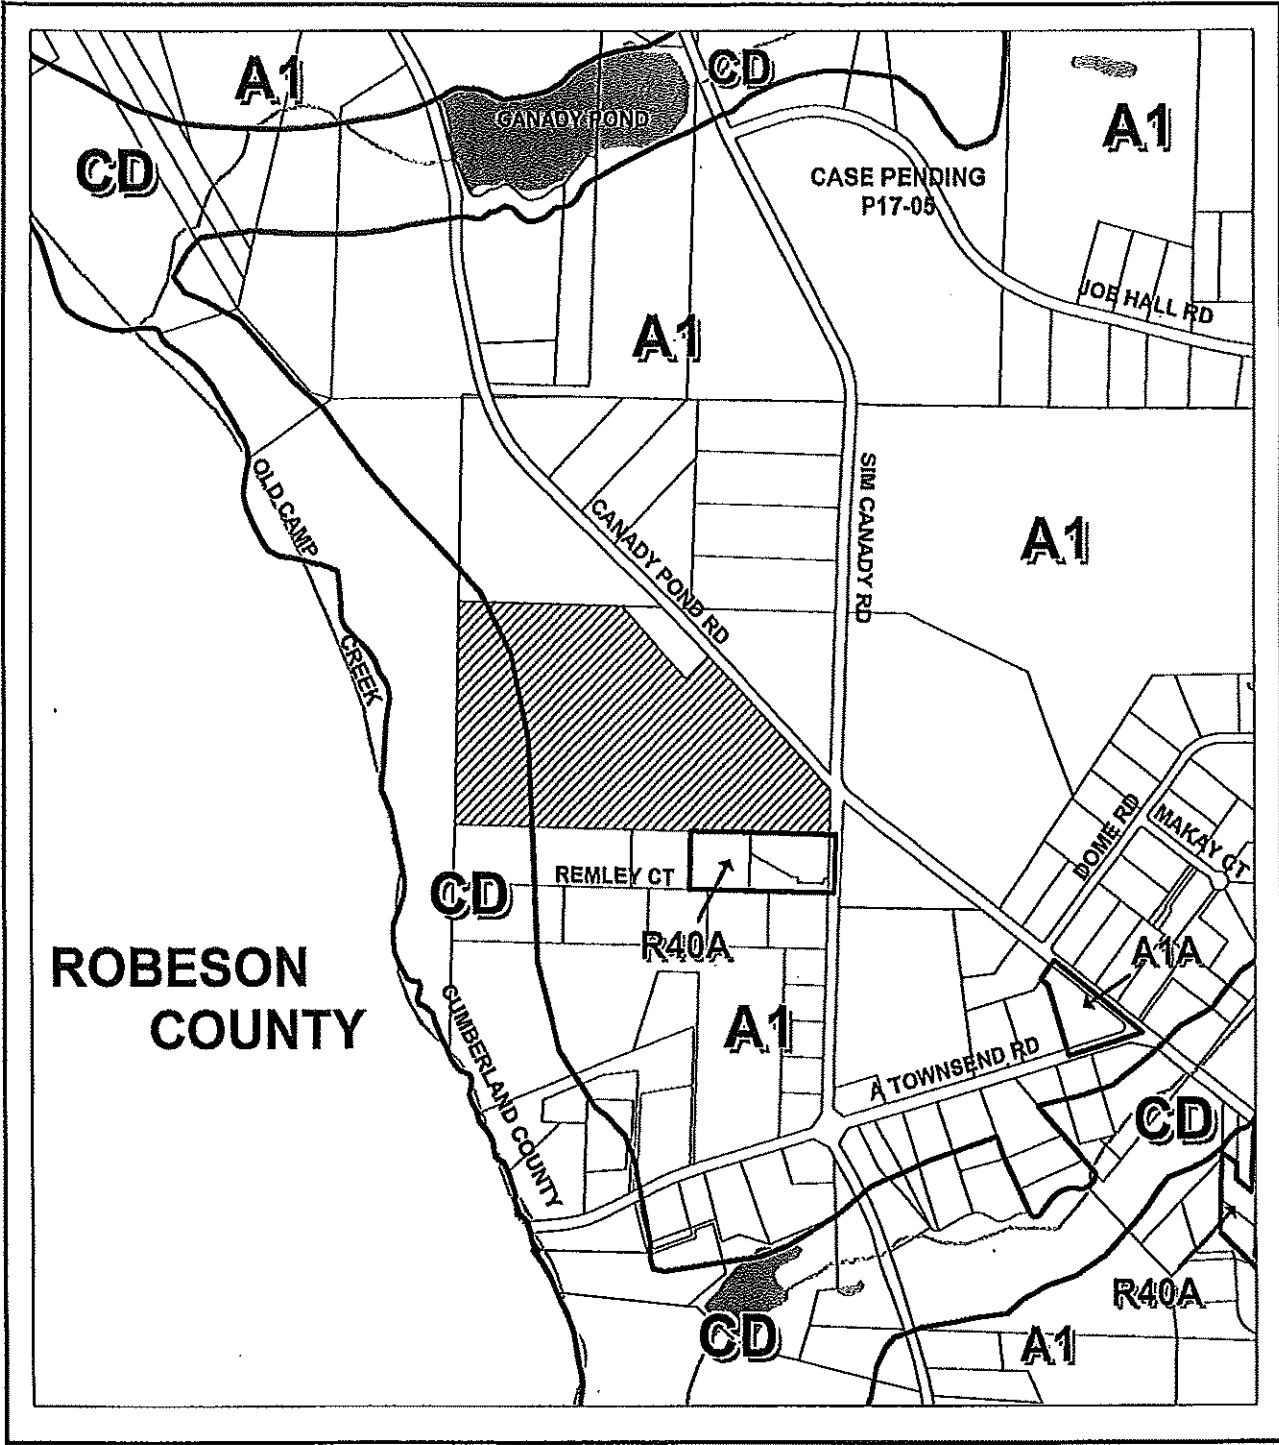 A1
CD
CANADY POND
A1
CD
CASE PENDING
P17-05
JOE HALL RD
A1
OLD CAMP
CREEK
CANADY POND RD
SIM CANADY RD
A1
DOME RD
MAKAY CT
REMLEY CT
CD
R40A
A1A
ROBESON
COUNTY
CUMBERLAND COUNTY
A1
A TOWNSEND RD
CD
R40A
CD
A1